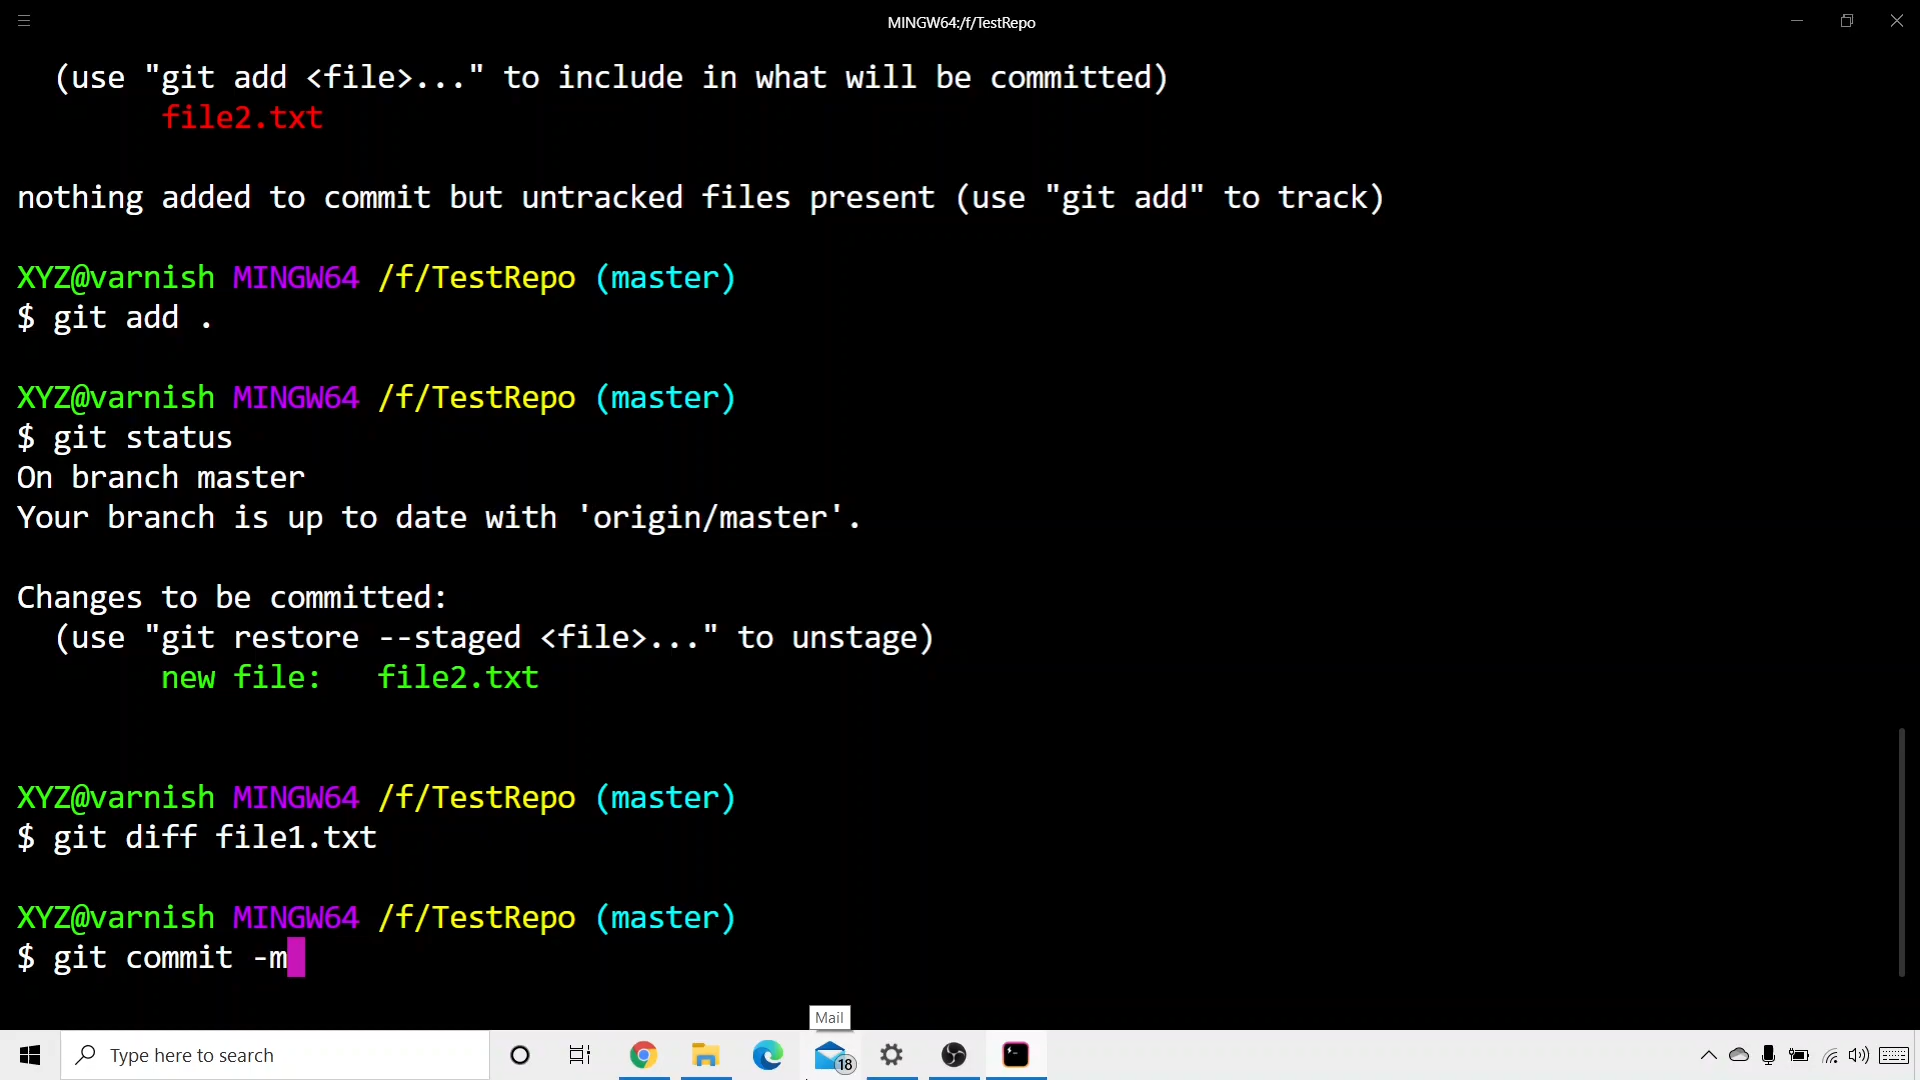 MINGW64:/f/TestRepo
(use "git add <file>..." to include in what will be committed)
file2.txt
nothing added to commit but untracked files present (use "git add" to track)
XYZ@varnish MINGW64 /f/TestRepo (master)
$ git add .
XYZ@varnish MINGW64 /f/TestRepo (master)
$ git status
On branch master
Your branch is up to date with 'origin/master'.
Changes to be committed:
(use "git restore --staged <file>..." to unstage)
new file:   file2.txt
XYZ@varnish MINGW64 /f/TestRepo (master)
$ git diff file1.txt
XYZ@varnish MINGW64 /f/TestRepo (master)
$ git commit -m
Mail
Type here to search
18